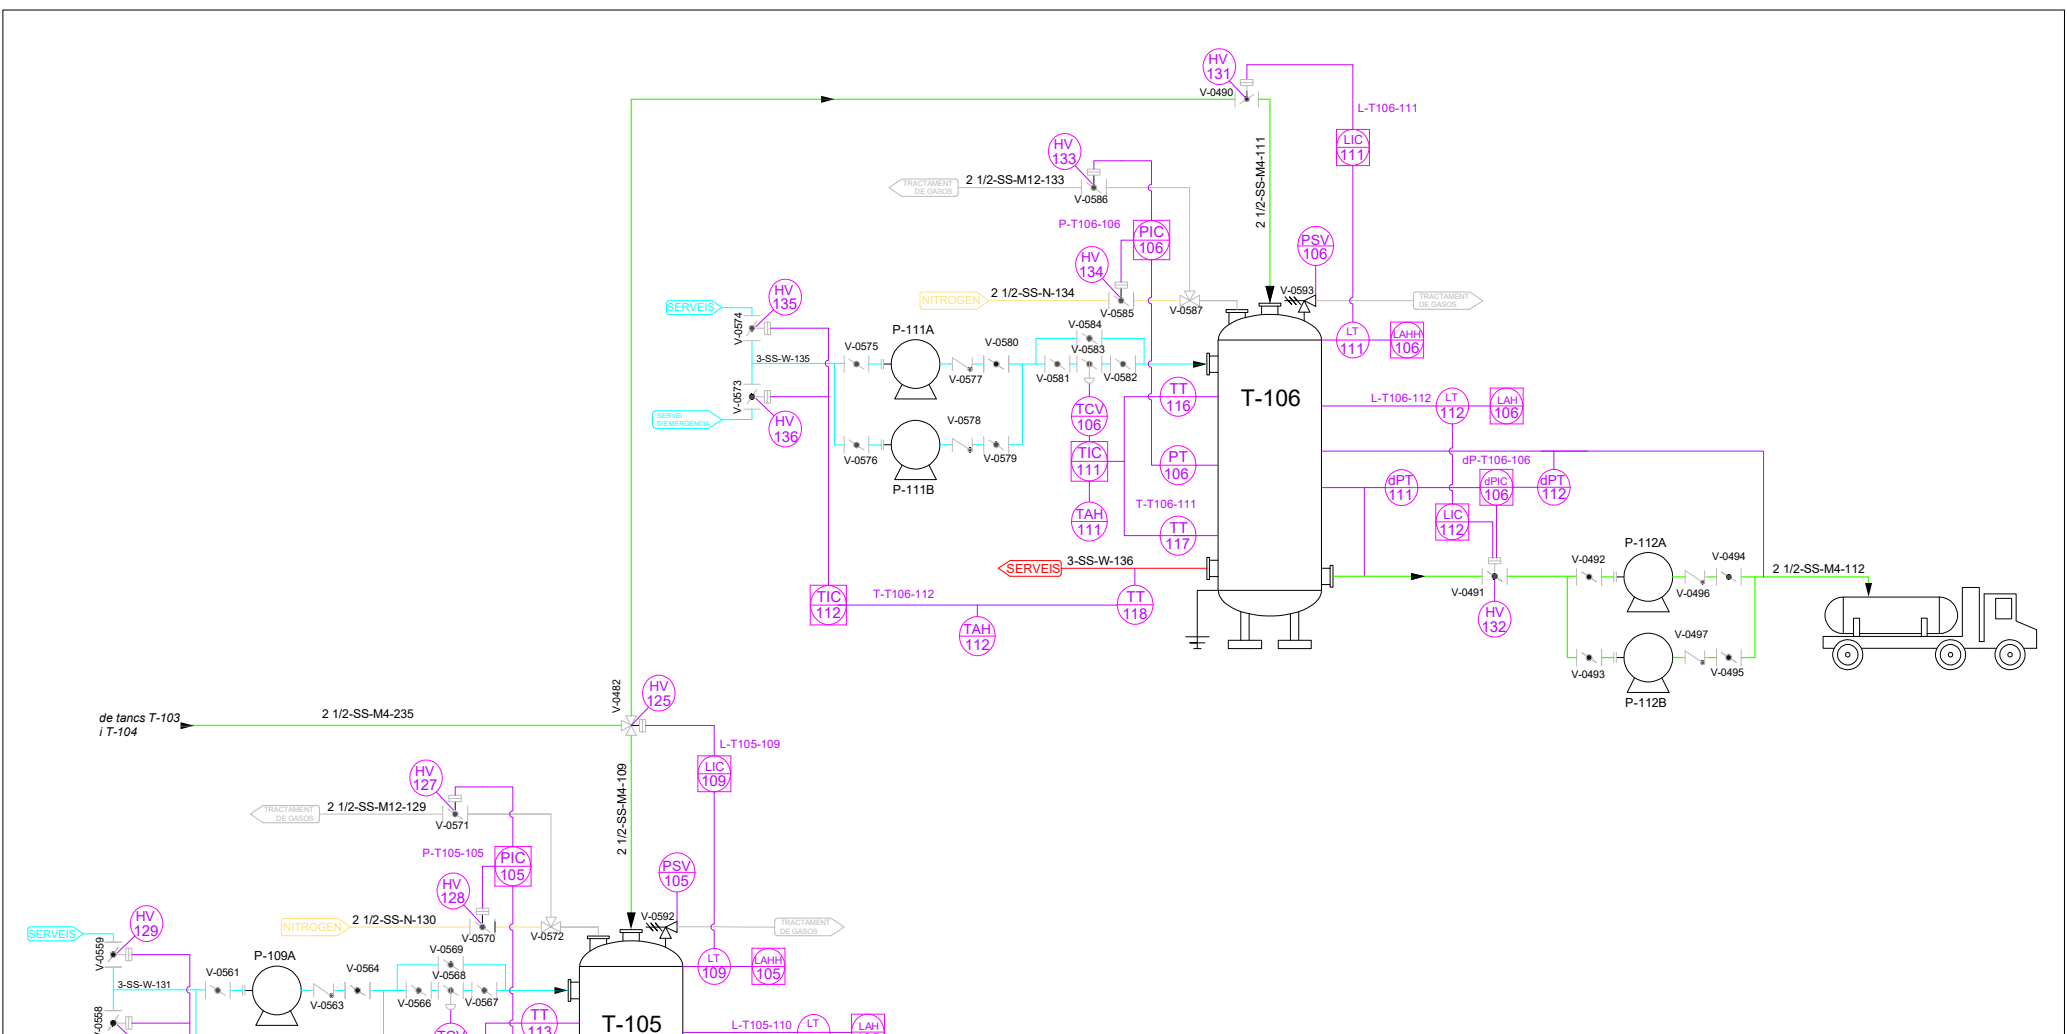 HV
131
V-0490
L-T106-111
LIC
111
2 1/2-SS-M4-111
HV
133
TRACTAMENT
DE GASOS
2 1/2-SS-M12-133
V-0586
P-T106-106
PIC
106
PSV
106
HV
134
NITROGEN
2 1/2-SS-N-134
V-0585
V-0587
V-0593
TRACTAMENT
DE GASOS
SERVEIS
HV
135
V-0574
3-SS-W-135
V-0573
SERVEI
D'EMERGENCIA
HV
136
V-0575
P-111A
V-0577
V-0580
V-0584
V-0583
V-0581
V-0582
V-0576
P-111B
V-0578
V-0579
LT
111
LAHH
106
T-106
TT
116
TCV
106
TIC
111
PT
106
TAH
111
T-T106-111
TT
117
L-T106-112
LT
112
LAH
106
dP-T106-106
dPT
111
dPIC
106
dPT
112
LIC
112
SERVEIS
3-SS-W-136
TIC
112
T-T106-112
TAH
112
TT
118
V-0491
HV
132
V-0492
P-112A
V-0494
V-0496
2 1/2-SS-M4-112
V-0493
P-112B
V-0497
V-0495
de tancs T-103
i T-104
2 1/2-SS-M4-235
V-0482
HV
125
L-T105-109
LIC
109
2 1/2-SS-M4-109
HV
127
TRACTAMENT
DE GASOS
2 1/2-SS-M12-129
V-0571
P-T105-105
PIC
105
PSV
105
HV
128
NITROGEN
2 1/2-SS-N-130
V-0570
V-0572
V-0592
TRACTAMENT
DE GASOS
SERVEIS
HV
129
V-0559
3-SS-W-131
V-0558
V-0561
P-109A
V-0563
V-0564
V-0569
V-0568
V-0566
V-0567
LT
109
LAHH
105
T-105
TCV
TT
113
L-T105-110
LT
LAH